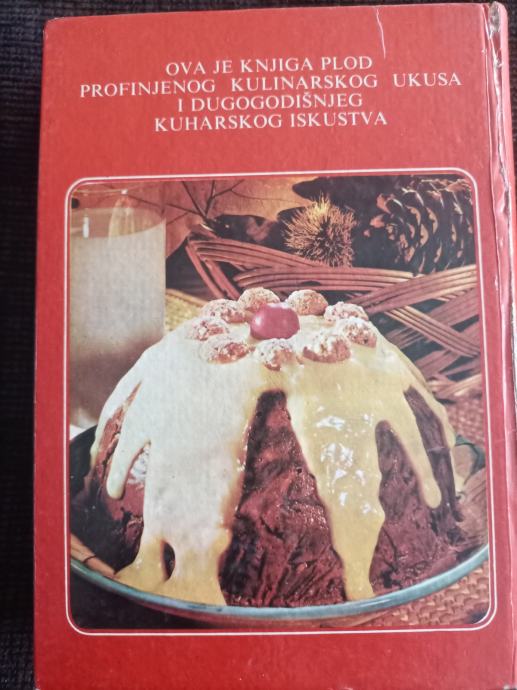 OVA JE KNJIGA PLOD
PROFINJENOG KULINARSKOG UKUSA
I DUGOGODIŠNJEG
KUHARSKOG ISKUSTVA